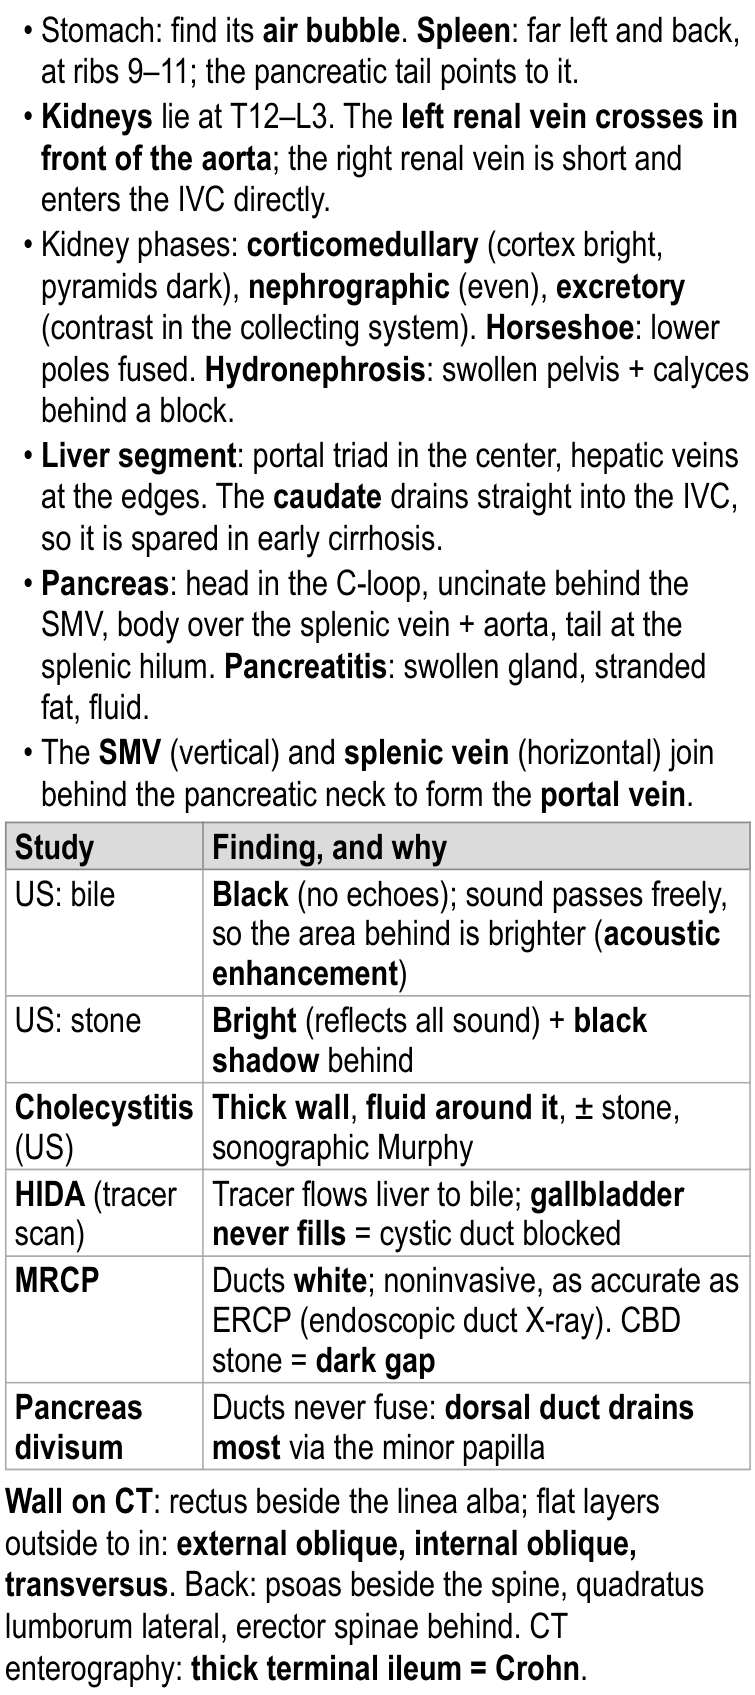 • Stomach: find its air bubble. Spleen: far left and back,
at ribs 9–11; the pancreatic tail points to it.
• Kidneys lie at T12–L3. The left renal vein crosses in
front of the aorta; the right renal vein is short and
enters the IVC directly.
• Kidney phases: corticomedullary (cortex bright,
pyramids dark), nephrographic (even), excretory
(contrast in the collecting system). Horseshoe: lower
poles fused. Hydronephrosis: swollen pelvis + calyces
behind a block.
• Liver segment: portal triad in the center, hepatic veins
at the edges. The caudate drains straight into the IVC,
so it is spared in early cirrhosis.
• Pancreas: head in the C-loop, uncinate behind the
SMV, body over the splenic vein + aorta, tail at the
splenic hilum. Pancreatitis: swollen gland, stranded
fat, fluid.
• The SMV (vertical) and splenic vein (horizontal) join
behind the pancreatic neck to form the portal vein.
Study Finding, and why
US: bile Black (no echoes); sound passes freely,
so the area behind is brighter (acoustic
enhancement)
US: stone Bright (reflects all sound) + black
shadow behind
Cholecystitis Thick wall, fluid around it, ± stone,
(US) sonographic Murphy
HIDA (tracer Tracer flows liver to bile; gallbladder
scan) never fills = cystic duct blocked
MRCP Ducts white; noninvasive, as accurate as
ERCP (endoscopic duct X-ray). CBD
stone = dark gap
Pancreas Ducts never fuse: dorsal duct drains
divisum most via the minor papilla
Wall on CT: rectus beside the linea alba; flat layers
outside to in: external oblique, internal oblique,
transversus. Back: psoas beside the spine, quadratus
lumborum lateral, erector spinae behind. CT
enterography: thick terminal ileum = Crohn.